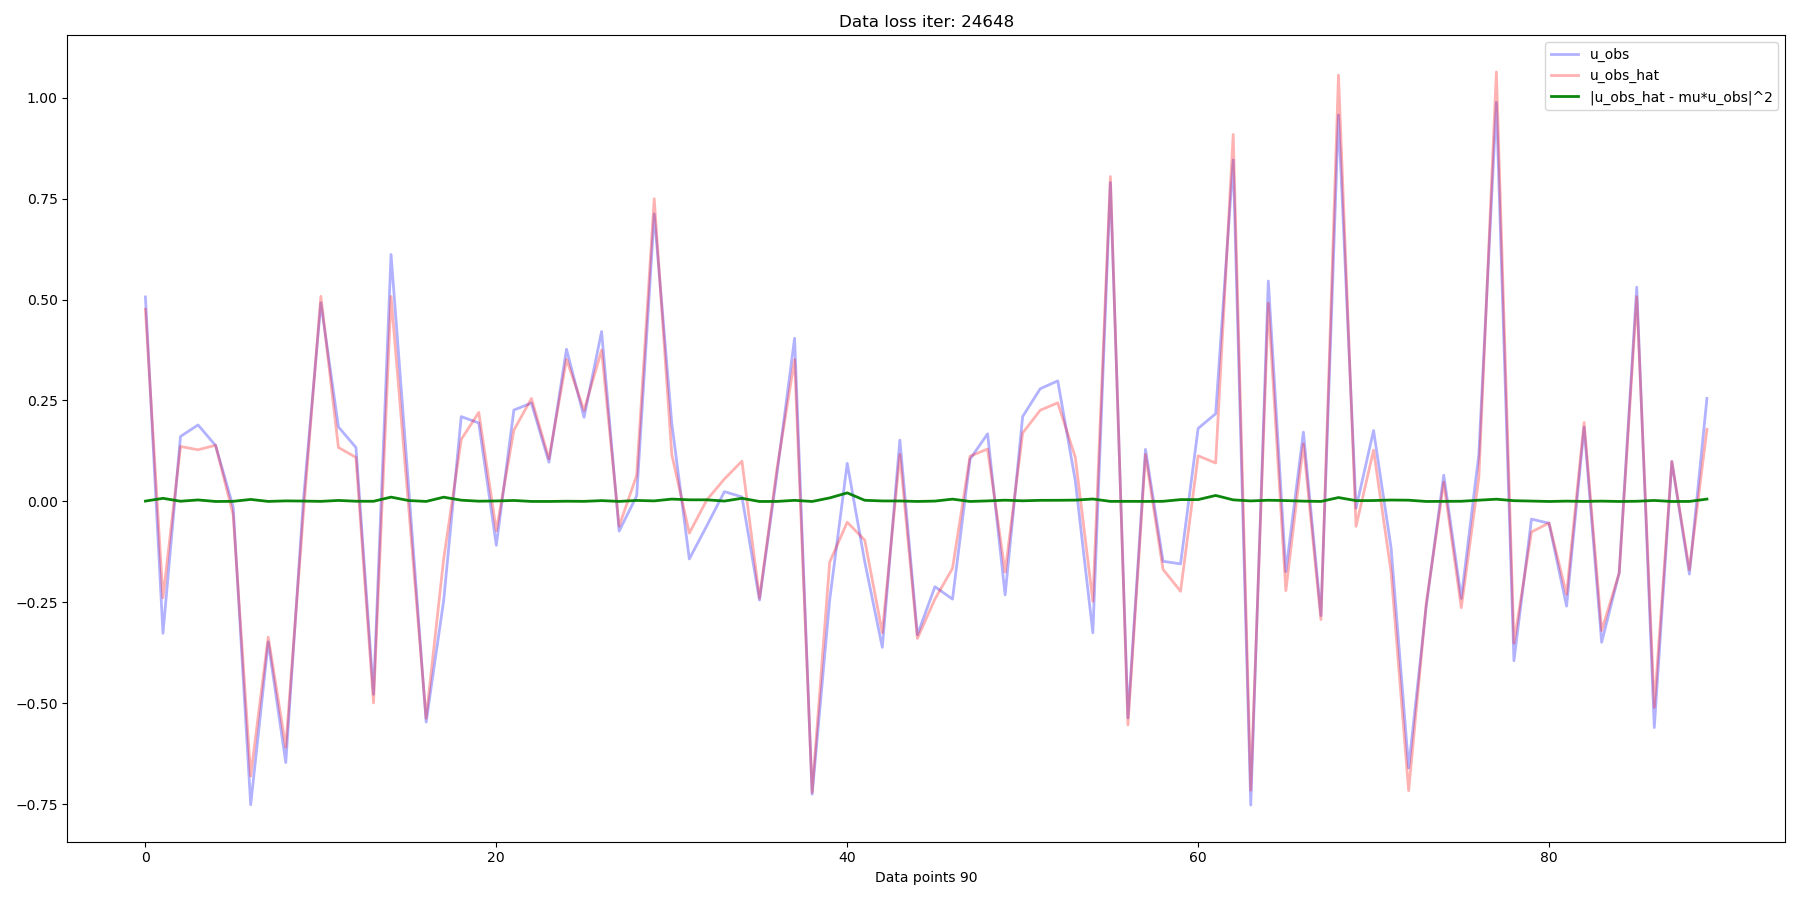 Data loss iter: 24648
u_obs
u_obs_hat
|u_obs_hat - mu*u_obs|^2
1.00
0.75
0.50
0.25
0.00
−0.25
−0.50
−0.75
0 20 40 60 80
Data points 90